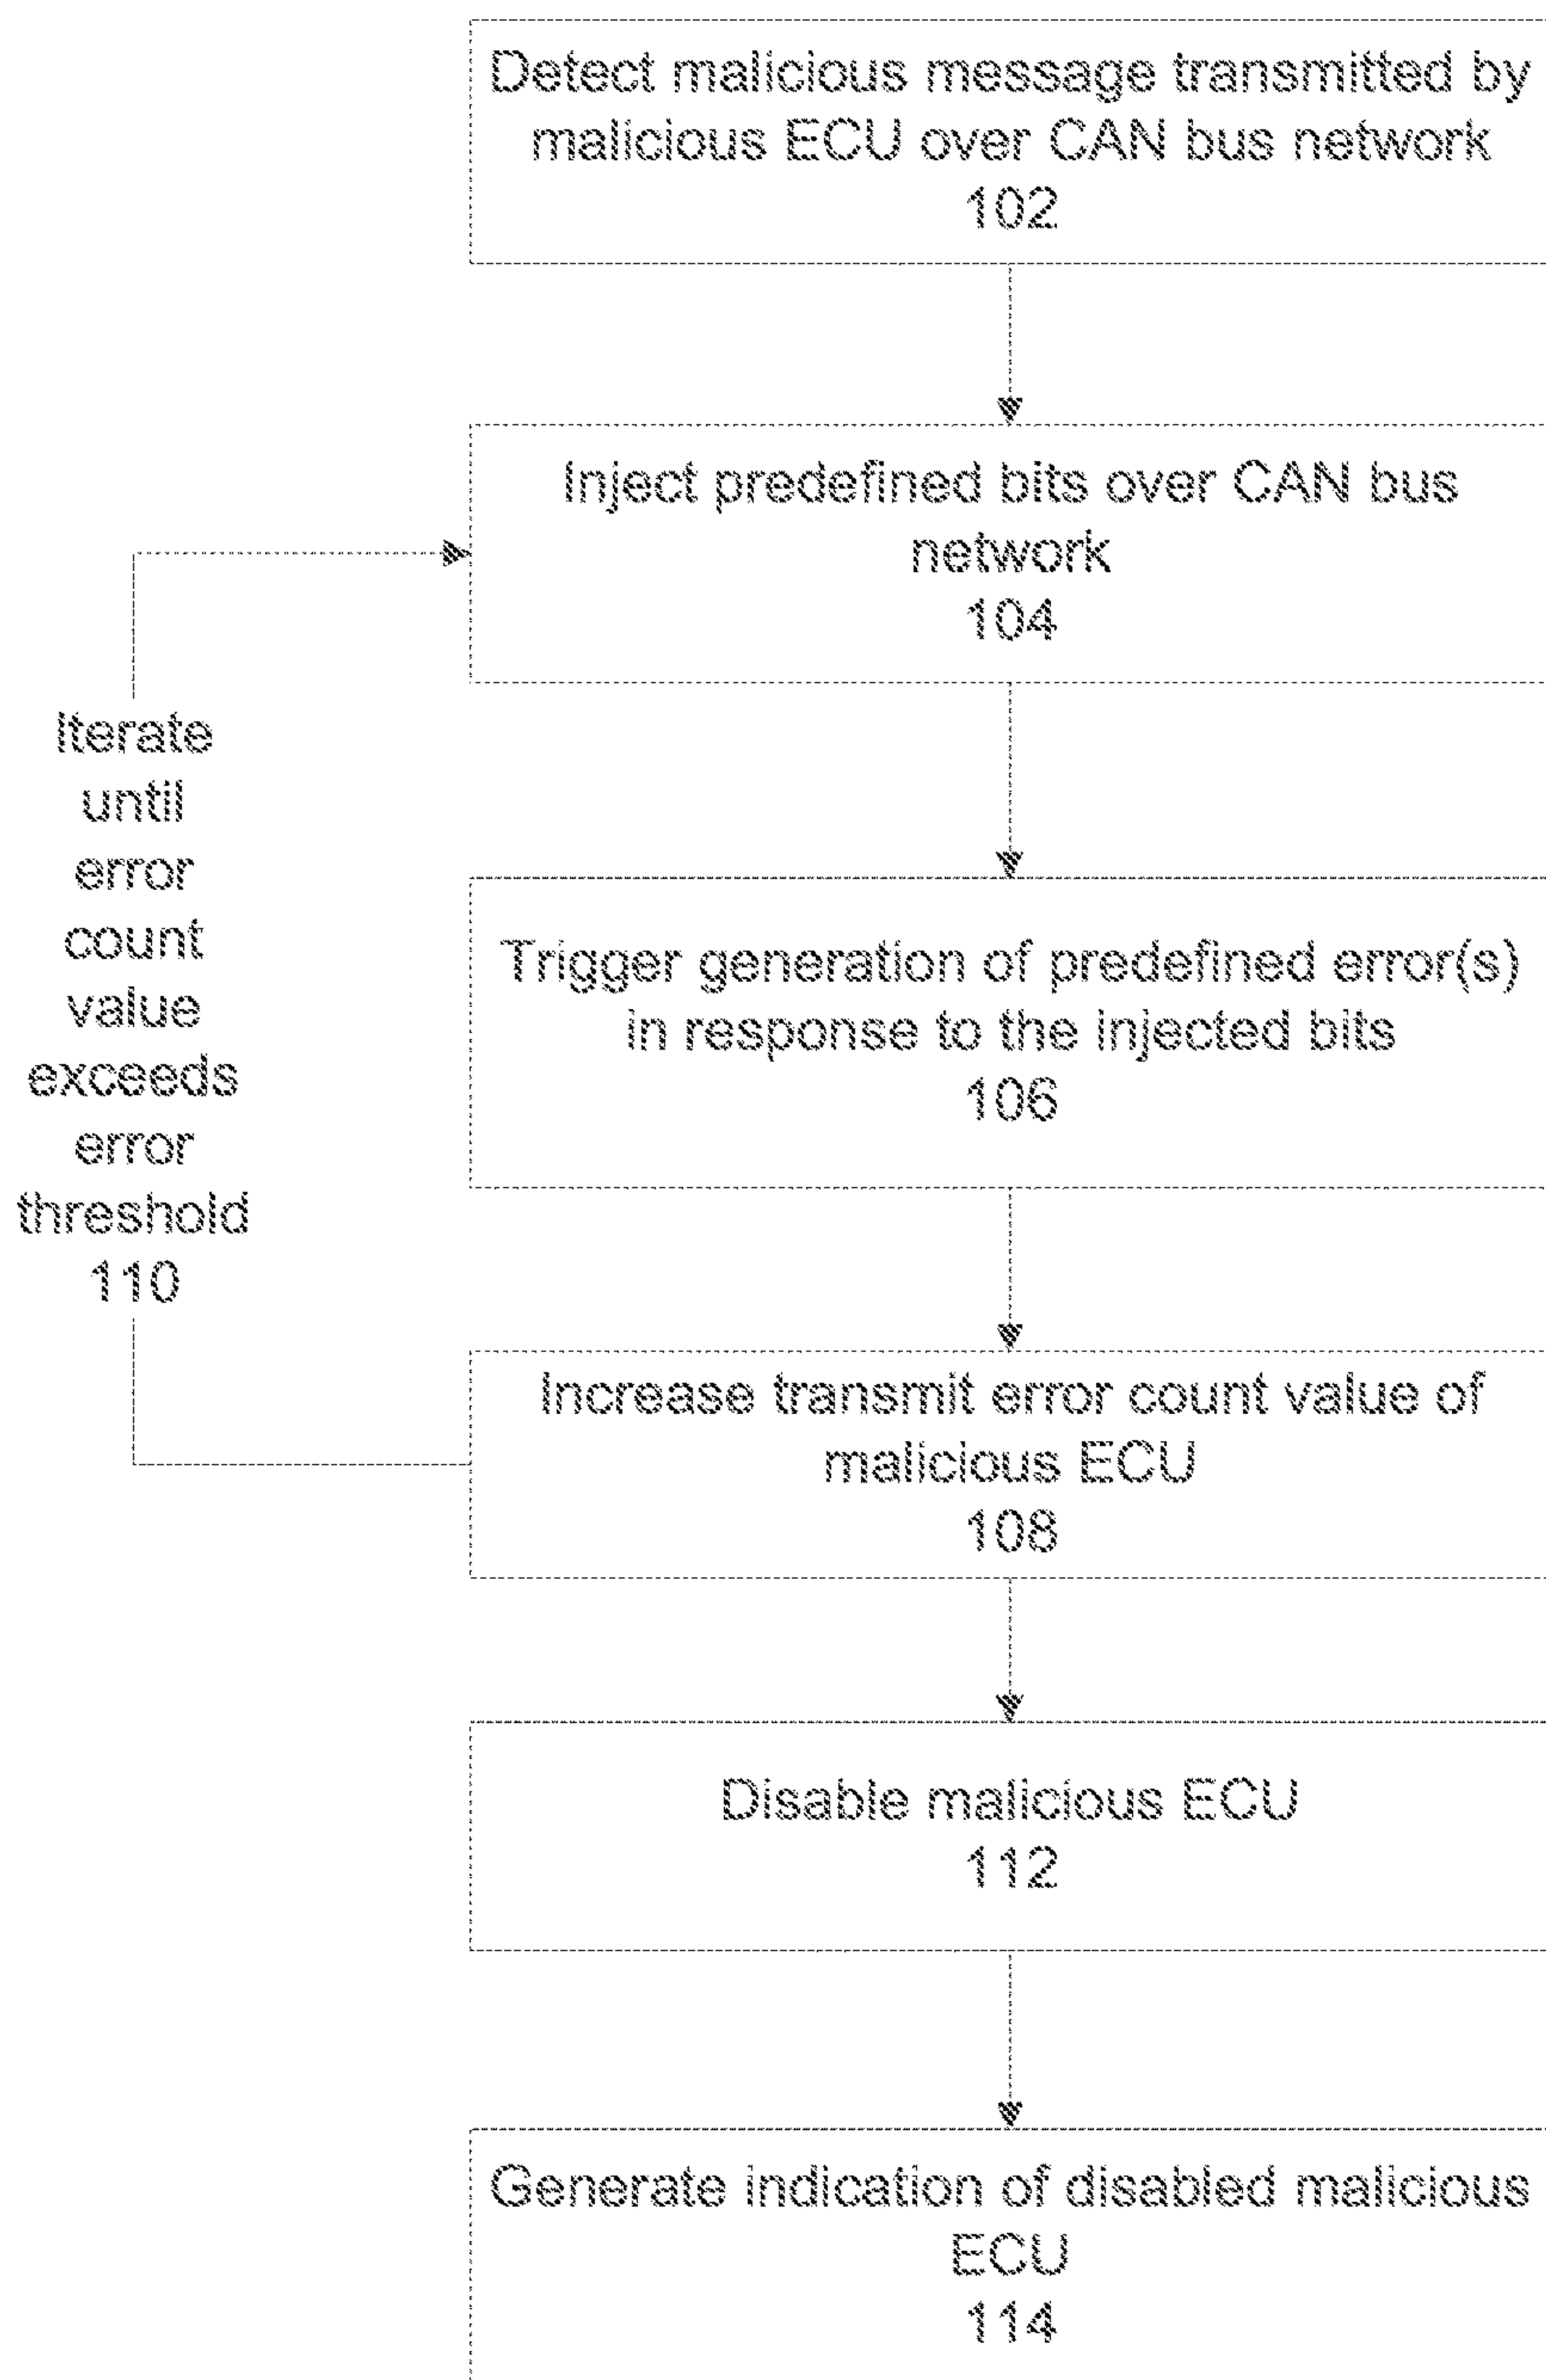 Detect malicious message transmitted by
malicious ECU over CAN bus network
102
Inject predefined bits over CAN bus
network
104
Iterate
until
error
count
value
exceeds
error
threshold
110
Trigger generation of predefined error(s)
in response to the injected bits
106
Increase transmit error count value of
malicious ECU
108
Disable malicious ECU
112
Generate indication of disabled malicious
ECU
114